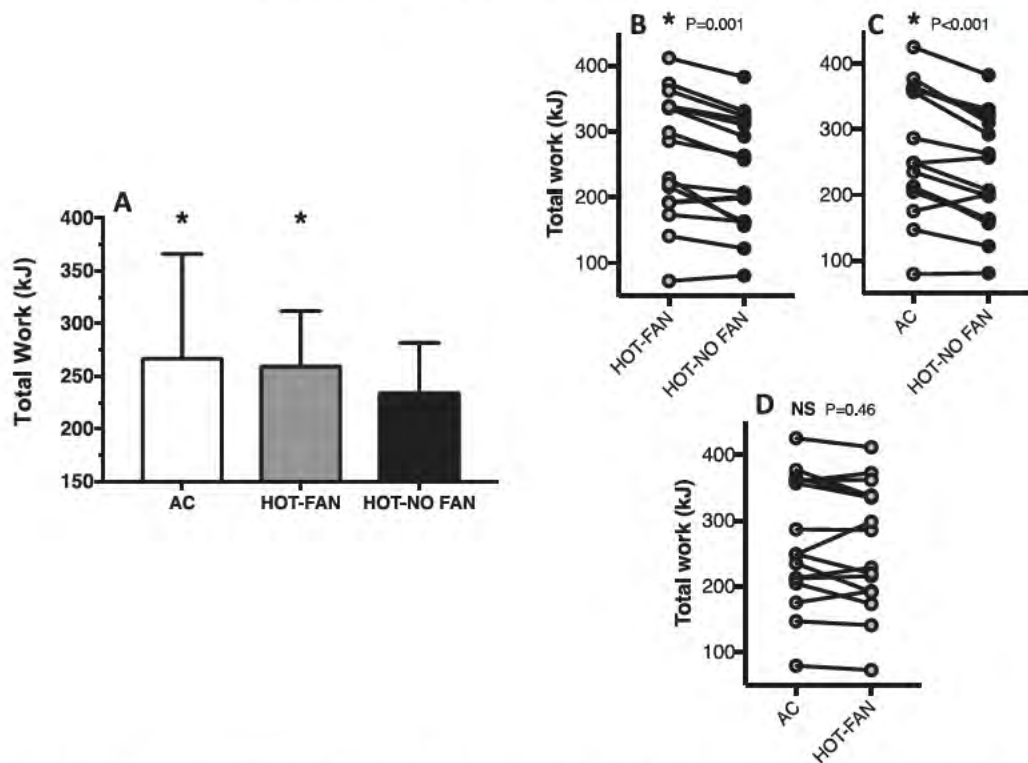 A
* *
Total Work (kJ)
400
350
300
250
200
150
AC HOT-FAN HOT-NO FAN
B * P=0.001
Total work (kJ)
400
300
200
100
HOT-FAN
HOT-NO FAN
C * P<0.001
400
300
200
100
AC
HOT-NO FAN
D NS P=0.46
Total work (kJ)
400
300
200
100
AC
HOT-FAN